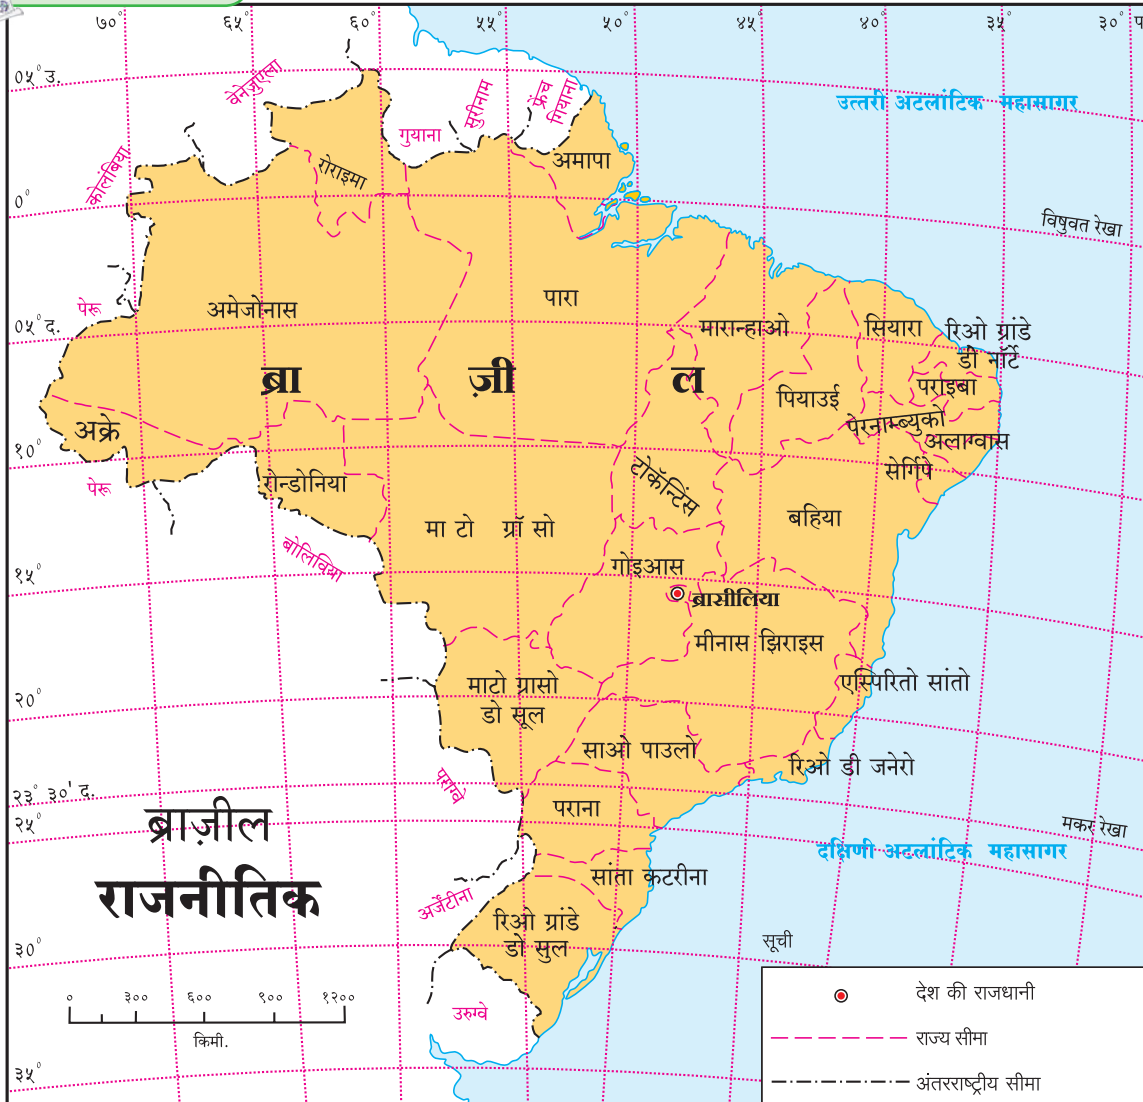 ७०° ६५° ६०° ५५° ५०° ४५° ४०° ३५° ३०°
०५° उ.
वेनेजुएला
सुरीनाम
फ्रेंच
गियाना
उत्तरी अटलांटिक महासागर
गुयाना
कोलंबिया
रोराइमा
अमापा
०°
विषुवत रेखा
पेरू
अमेजोनास
पारा
०५° द.
मारान्हाओ
सियारा
रिओ ग्रांडे
डी नॉर्टे
ब्रा ज़ी ल
पराइबा
पियाउई
पेरनाम्ब्युको
अक्रे
अलाग्वास
१०°
टोकॅन्टिंस
सेर्गिपे
पेरू
रोन्डोनिया
मा टो ग्रॉ सो
बहिया
बोलिविया
१५°
गोइआस
ब्रासीलिया
मीनास झिराइस
माटो ग्रासो
डो सूल
एस्पिरितो सांतो
२०°
साओ पाउलो
रिओ डी जनेरो
पराग्वे
२३° ३०' द.
पराना
ब्राज़ील
२५°
मकर रेखा
दक्षिणी अटलांटिक महासागर
राजनीतिक
सांता कटरीना
अर्जेंटीना
रिओ ग्रांडे
डो सुल
३०°
सूची
० ३०० ६०० ९०० १२००
किमी.
उरुग्वे
देश की राजधानी
राज्य सीमा
३५°
अंतरराष्ट्रीय सीमा